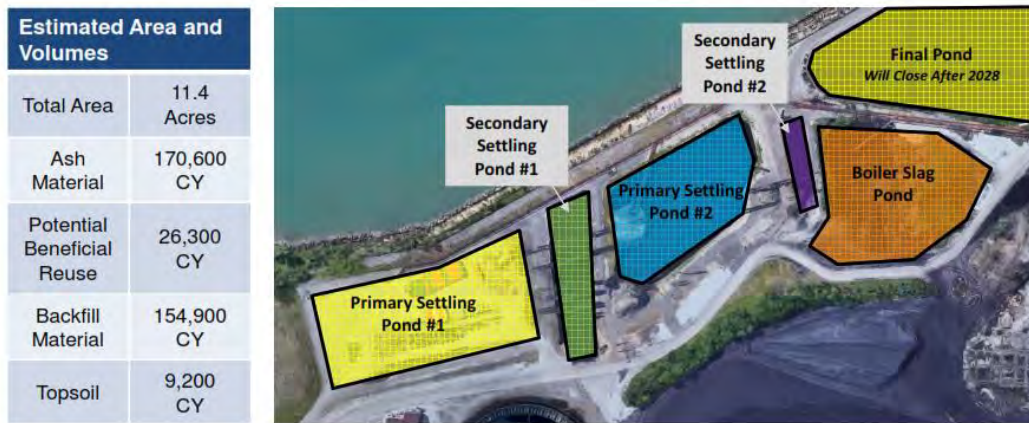 Estimated Area and
Volumes
Total Area
11.4
Acres
Ash
Material
170,600
CY
Potential
Beneficial
Reuse
26,300
CY
Backfill
Material
154,900
CY
Topsoil
9,200
CY
Secondary
Settling
Pond #2
Final Pond
Will Close After 2028
Secondary
Settling
Pond #1
Primary Settling
Pond #2
Boiler Slag
Pond
Primary Settling
Pond #1